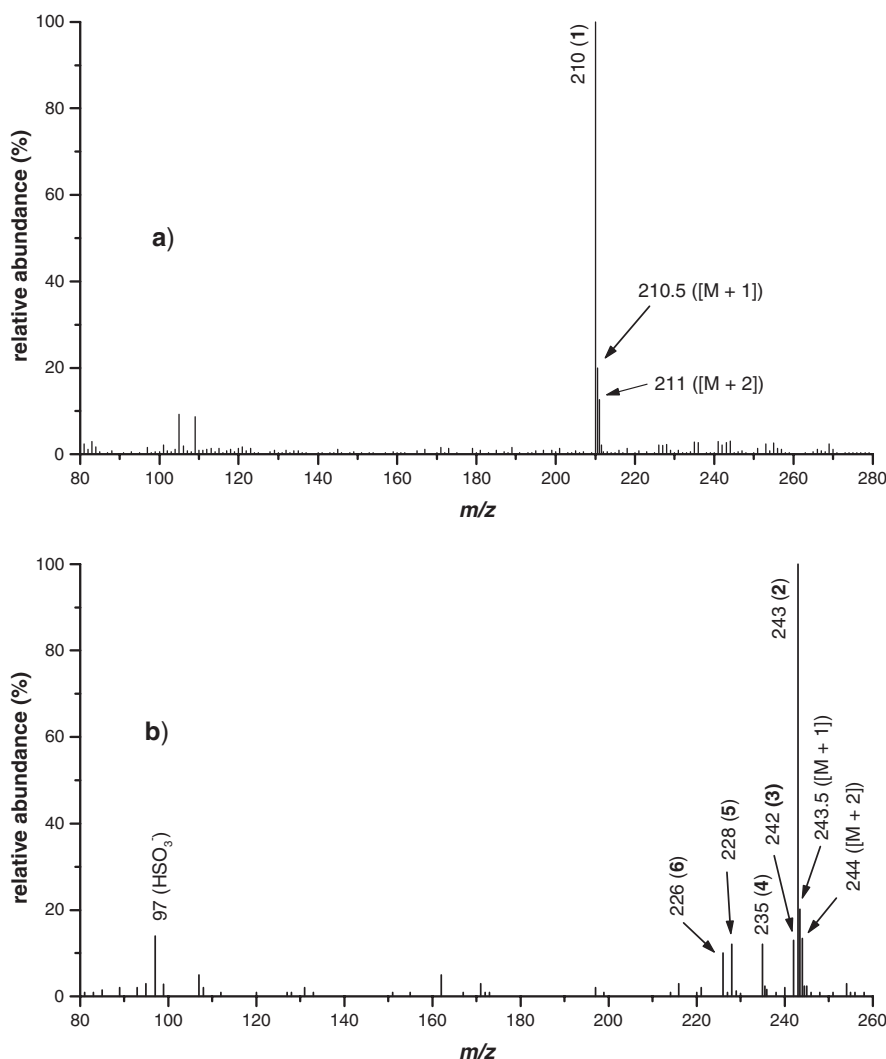 relative abundance (%)
100
80
60
40
20
0
a)
210 (1)
210.5 ([M + 1])
211 ([M + 2])
80 100 120 140 160 180 200 220 240 260 280
m/z
relative abundance (%)
100
80
60
40
20
0
b)
97 (HSO₃⁻)
226 (6)
228 (5)
235 (4)
242 (3)
243 (2)
243.5 ([M + 1])
244 ([M + 2])
80 100 120 140 160 180 200 220 240 260
m/z